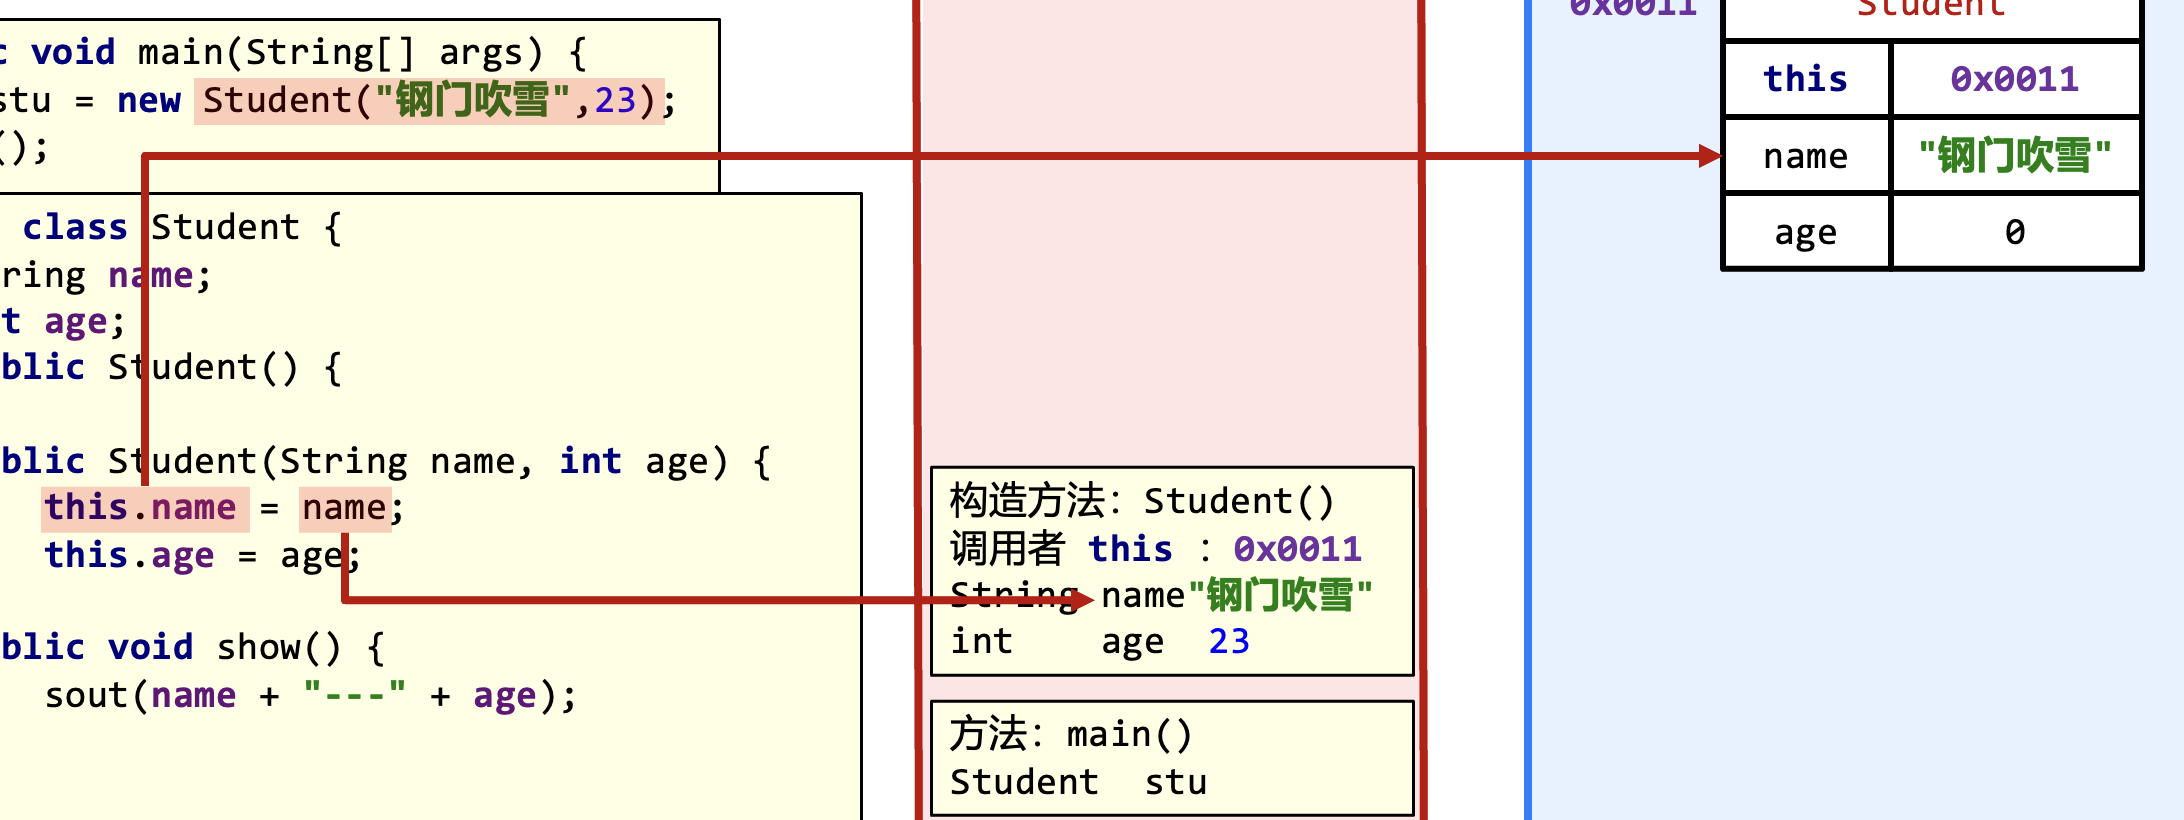 c void main(String[] args) {
stu = new Student("钢门吹雪",23);
();
class Student {
ring name;
t age;
blic Student() {
blic Student(String name, int age) {
this.name = name;
this.age = age;
blic void show() {
sout(name + "---" + age);
构造方法：Student()
调用者 this ：0x0011
String name"钢门吹雪"
int age 23
方法：main()
Student stu
0x0011
Student
this 0x0011
name "钢门吹雪"
age 0